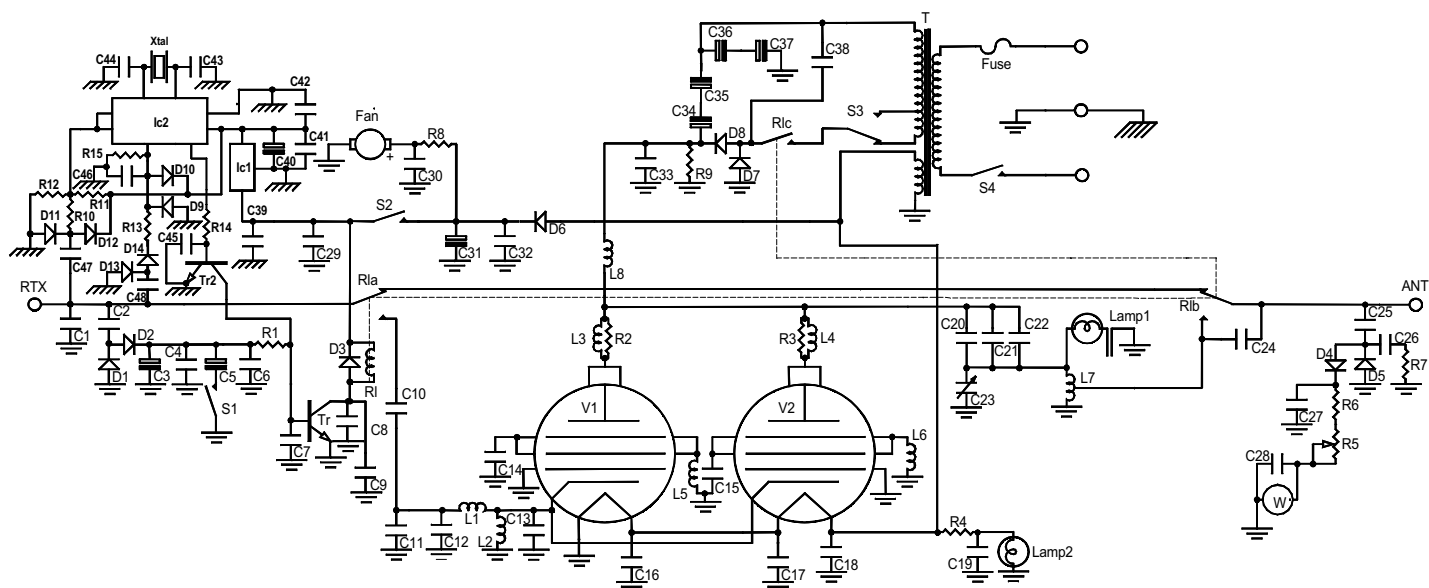 T
C36
C37
C38
Fuse
Xtal
C44
C43
C42
Ic2
Fan
R8
C35
C34
S3
C41
C40
Ic1
+
C30
D8
RIc
C33
R9
D7
S4
R15
C46
D10
R12
R11
D9
D11
R10
D12
R13
R14
C39
S2
D14
C45
C29
C31
C32
D6
C47
D13
Tr2
L8
RTX
C48
RIa
ANT
RIb
C1
C2
D2
R1
L3
R2
R3
L4
C20
C22
C21
Lamp1
C24
C25
C26
D1
C3
C4
C5
C6
D3
RI
C10
C23
L7
D4
D5
R7
S1
V1
V2
R6
Tr
C8
C27
C7
L6
R5
C14
C9
L5
C15
C28
W
L1
C13
R4
C11
C12
L2
C16
C17
C18
C19
Lamp2